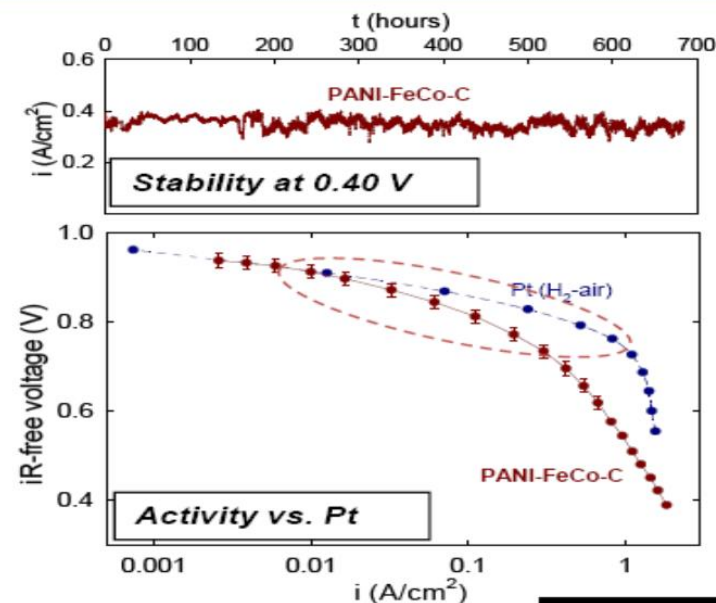 t (hours)
0 100 200 300 400 500 600 700
0.6
0.4
0.2
i (A/cm²)
PANI-FeCo-C
Stability at 0.40 V
1.0
0.8
0.6
0.4
iR-free voltage (V)
Pt (H₂-air)
PANI-FeCo-C
Activity vs. Pt
0.001 0.01 0.1 1
i (A/cm²)